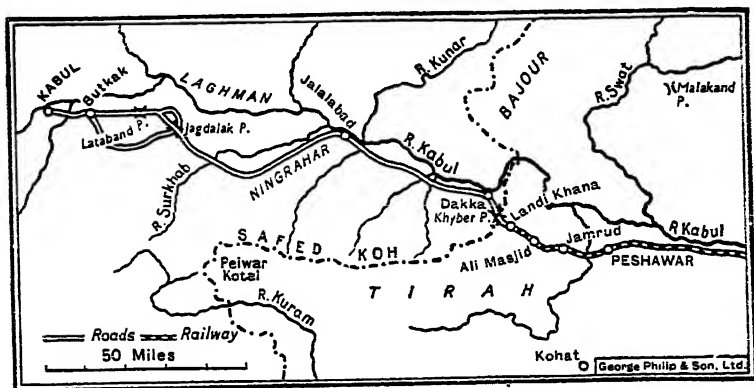 KABUL
Butkak
Lataband P.
Jagdalak P.
LAGHMAN
Jalalabad
R. Kunar
BAJOUR
R. Swat
Malakand
P.
R. Surkhab
NINGRAHAR
R. Kabul
Dakka
Khyber P.
Landi Khana
Ali Masjid
Jamrud
R. Kabul
PESHAWAR
SAFED KOH
Peiwar
Kotal
R. Kuram
TIRAH
Kohat
Roads Railway
50 Miles
George Philip & Son, Ltd.